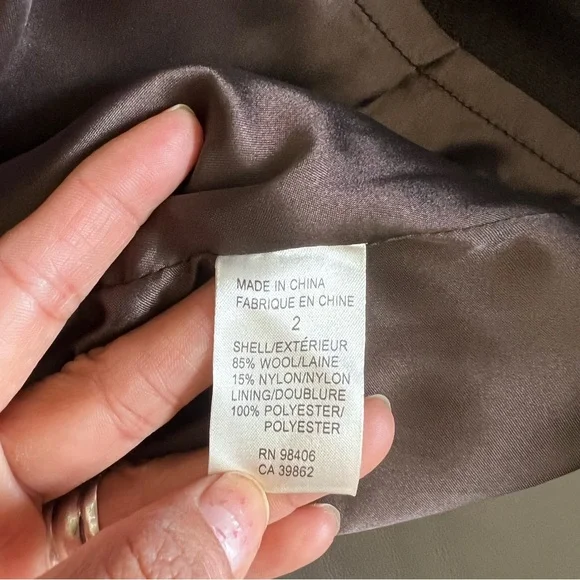 MADE IN CHINA
FABRIQUE EN CHINE
2
SHELL/EXTÉRIEUR
85% WOOL/LAINE
15% NYLON/NYLON
LINING/DOUBLURE
100% POLYESTER/
POLYESTER
RN 98406
CA 39862